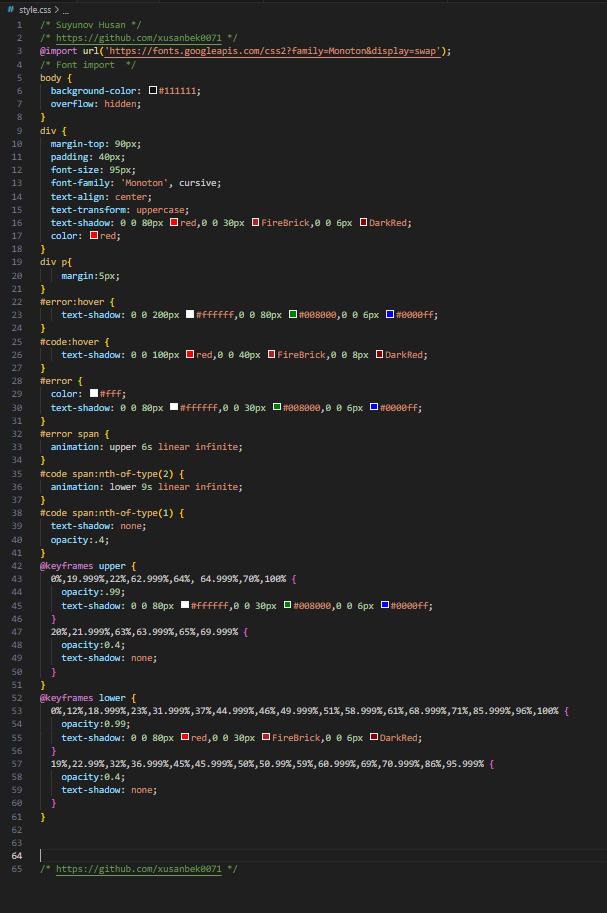 # style.css > ...
1 /* Suyunov Husan */
2 /* https://github.com/xusanbek0071 */
3 @import url('https://fonts.googleapis.com/css2?family=Monoton&display=swap');
4 /* Font import  */
5 body {
6   background-color: #111111;
7   overflow: hidden;
8 }
9 div {
10   margin-top: 90px;
11   padding: 40px;
12   font-size: 95px;
13   font-family: 'Monoton', cursive;
14   text-align: center;
15   text-transform: uppercase;
16   text-shadow: 0 0 80px red,0 0 30px FireBrick,0 0 6px DarkRed;
17   color: red;
18 }
19 div p{
20     margin:5px;
21 }
22 #error:hover {
23     text-shadow: 0 0 200px #ffffff,0 0 80px #008000,0 0 6px #0000ff;
24 }
25 #code:hover {
26     text-shadow: 0 0 100px red,0 0 40px FireBrick,0 0 8px DarkRed;
27 }
28 #error {
29   color: #fff;
30   text-shadow: 0 0 80px #ffffff,0 0 30px #008000,0 0 6px #0000ff;
31 }
32 #error span {
33   animation: upper 6s linear infinite;
34 }
35 #code span:nth-of-type(2) {
36   animation: lower 9s linear infinite;
37 }
38 #code span:nth-of-type(1) {
39   text-shadow: none;
40   opacity:.4;
41 }
42 @keyframes upper {
43   0%,19.999%,22%,62.999%,64%, 64.999%,70%,100% {
44     opacity:.99;
45     text-shadow: 0 0 80px #ffffff,0 0 30px #008000,0 0 6px #0000ff;
46   }
47   20%,21.999%,63%,63.999%,65%,69.999% {
48     opacity:0.4;
49     text-shadow: none;
50   }
51 }
52 @keyframes lower {
53   0%,12%,18.999%,23%,31.999%,37%,44.999%,46%,49.999%,51%,58.999%,61%,68.999%,71%,85.999%,96%,100% {
54     opacity:0.99;
55     text-shadow: 0 0 80px red,0 0 30px FireBrick,0 0 6px DarkRed;
56   }
57   19%,22.99%,32%,36.999%,45%,45.999%,50%,50.99%,59%,60.999%,69%,70.999%,86%,95.999% {
58     opacity:0.4;
59     text-shadow: none;
60   }
61 }
62
63
64
65 /* https://github.com/xusanbek0071 */